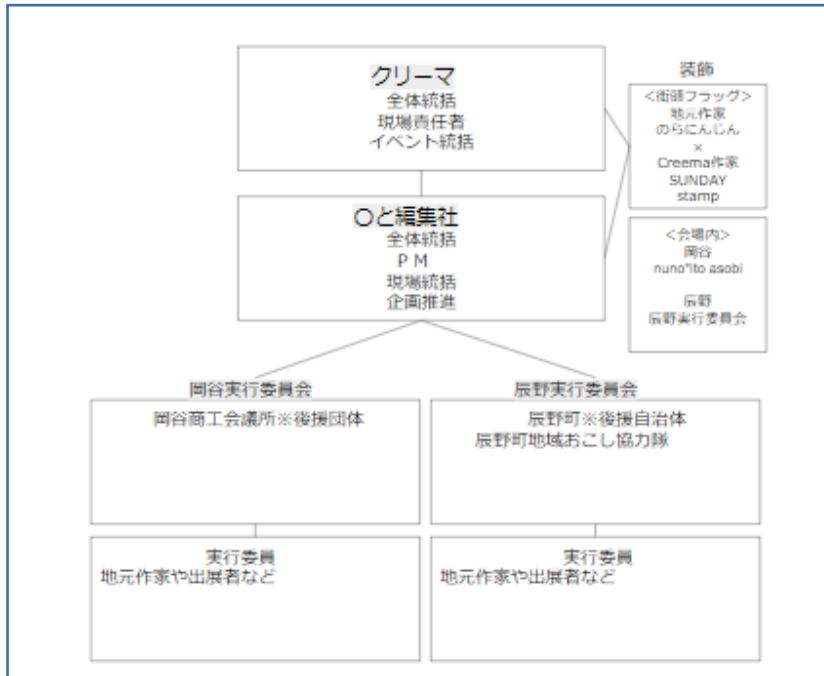 クリーマ
全体統括
現場責任者
イベント統括
装飾
＜街頭フラッグ＞
地元作家
のらにんじん
×
Creema作家
SUNDAY
stamp
〇と編集社
全体統括
ＰＭ
現場統括
企画推進
＜会場内＞
岡谷
nuno*ito asobi
辰野
辰野実行委員会
岡谷実行委員会
岡谷商工会議所※後援団体
実行委員
地元作家や出展者など
辰野実行委員会
辰野町※後援自治体
辰野町地域おこし協力隊
実行委員
地元作家や出展者など